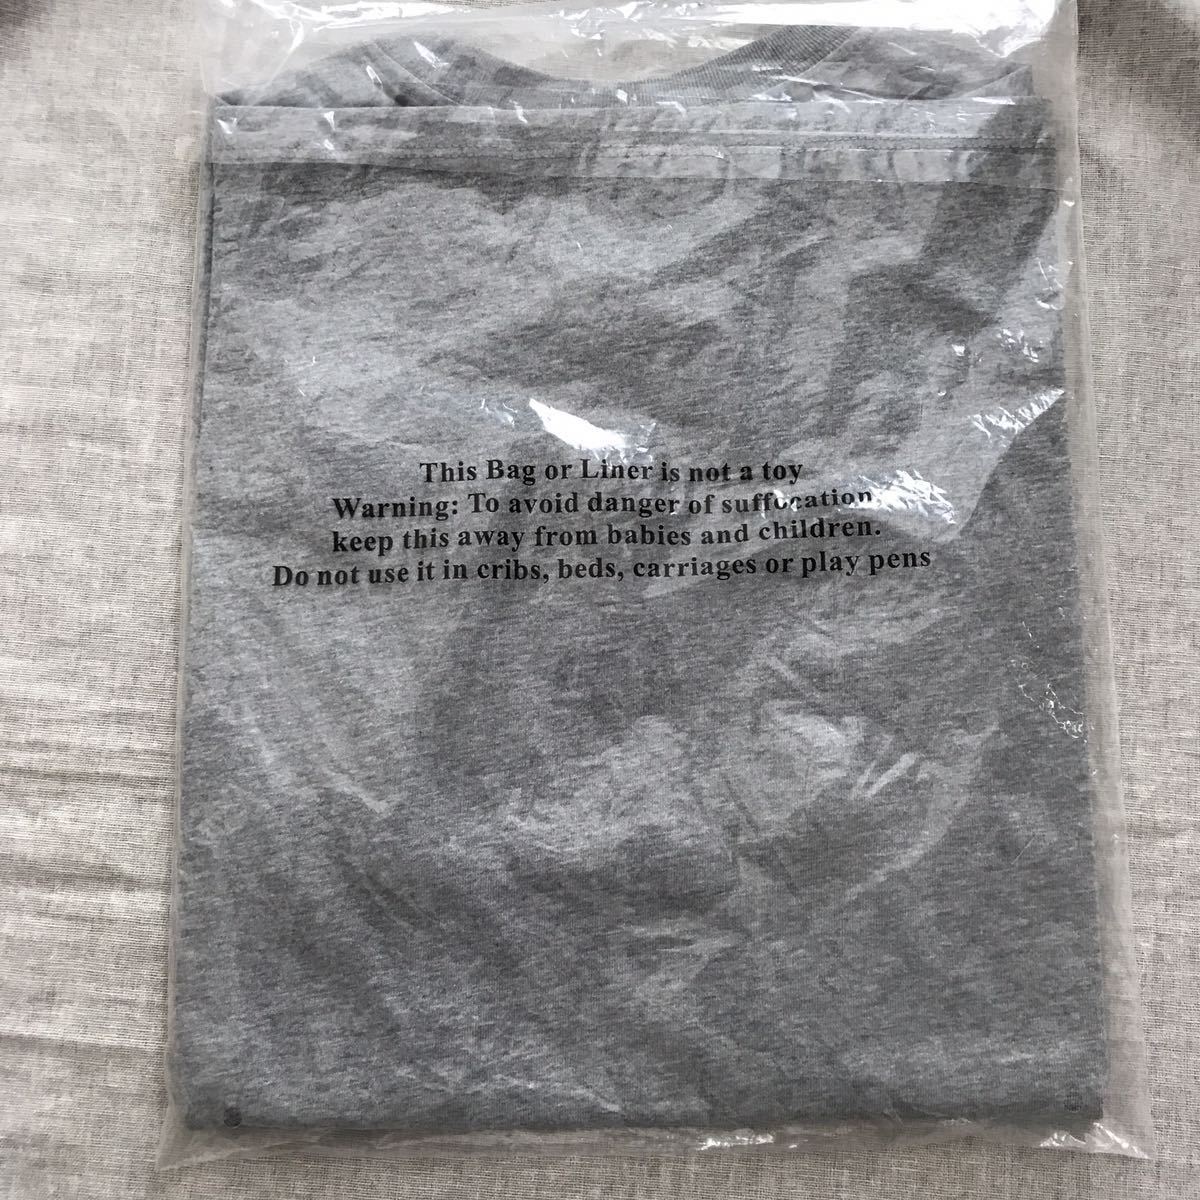 This Bag or Liner is not a toy
Warning: To avoid danger of suffocation,
keep this away from babies and children.
Do not use it in cribs, beds, carriages or play pens